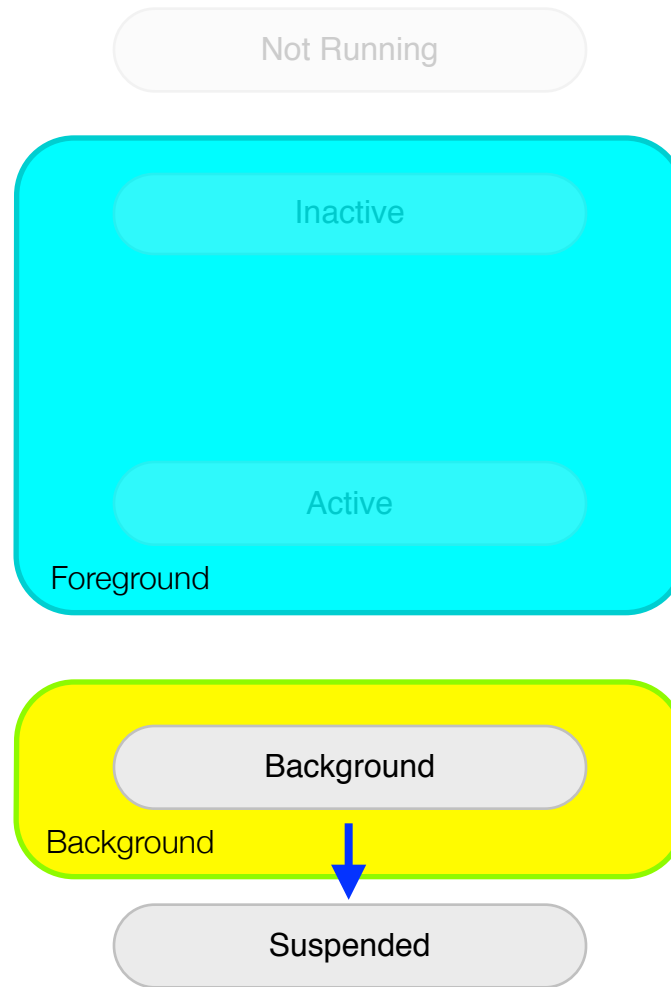 Not Running
Inactive
Active
Foreground
Background
Background
Suspended